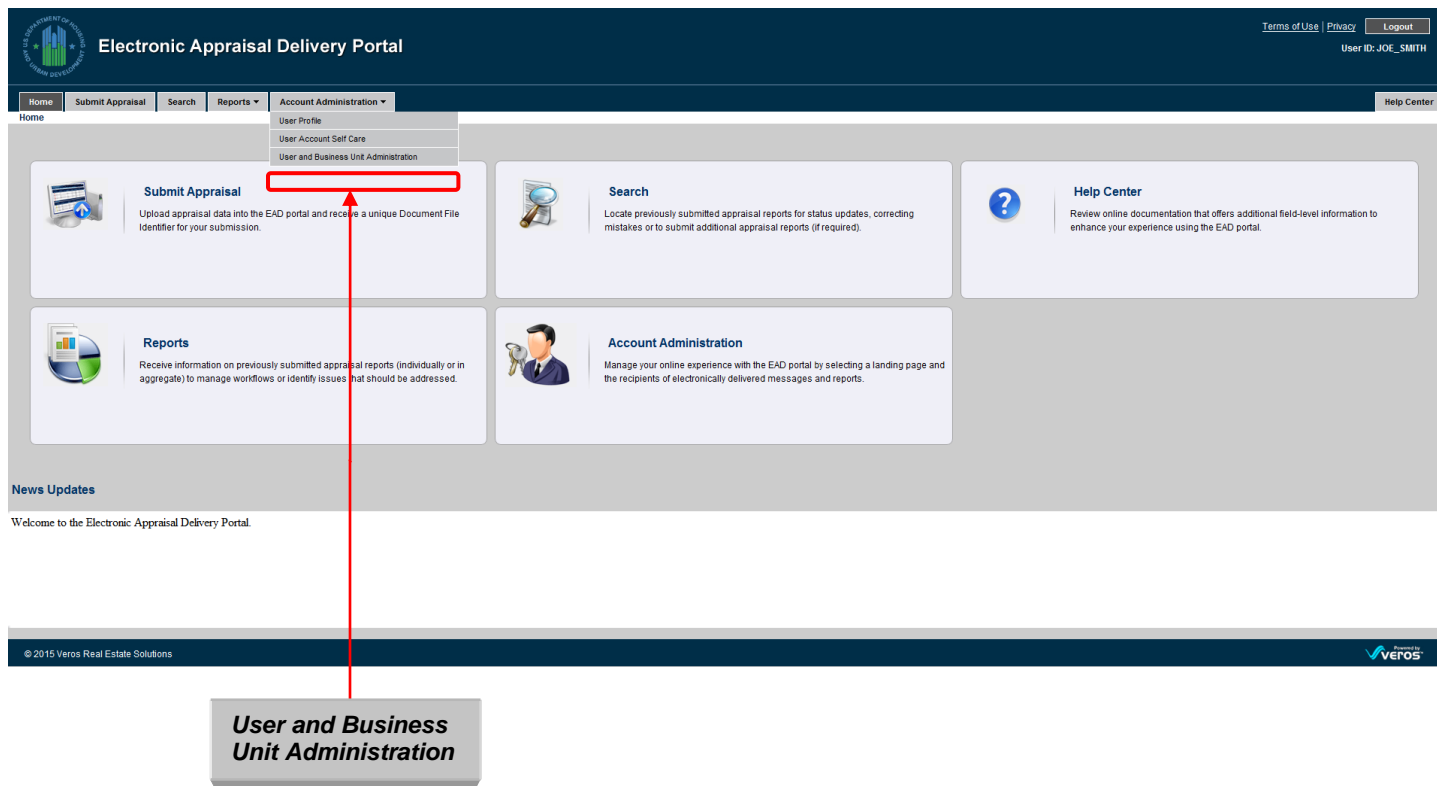 U.S. DEPARTMENT OF HOUSING
AND URBAN DEVELOPMENT
Electronic Appraisal Delivery Portal
Terms of Use | Privacy
Logout
User ID: JOE_SMITH
Home
Submit Appraisal
Search
Reports
Account Administration
Help Center
Home
User Profile
User Account Self Care
User and Business Unit Administration
Submit Appraisal
Upload appraisal data into the EAD portal and receive a unique Document File
Identifier for your submission.
Search
Locate previously submitted appraisal reports for status updates, correcting
mistakes or to submit additional appraisal reports (if required).
Help Center
Review online documentation that offers additional field-level information to
enhance your experience using the EAD portal.
Reports
Receive information on previously submitted appraisal reports (individually or in
aggregate) to manage workflows or identify issues that should be addressed.
Account Administration
Manage your online experience with the EAD portal by selecting a landing page and
the recipients of electronically delivered messages and reports.
News Updates
Welcome to the Electronic Appraisal Delivery Portal.
© 2015 Veros Real Estate Solutions
Powered by
veros
User and Business
Unit Administration